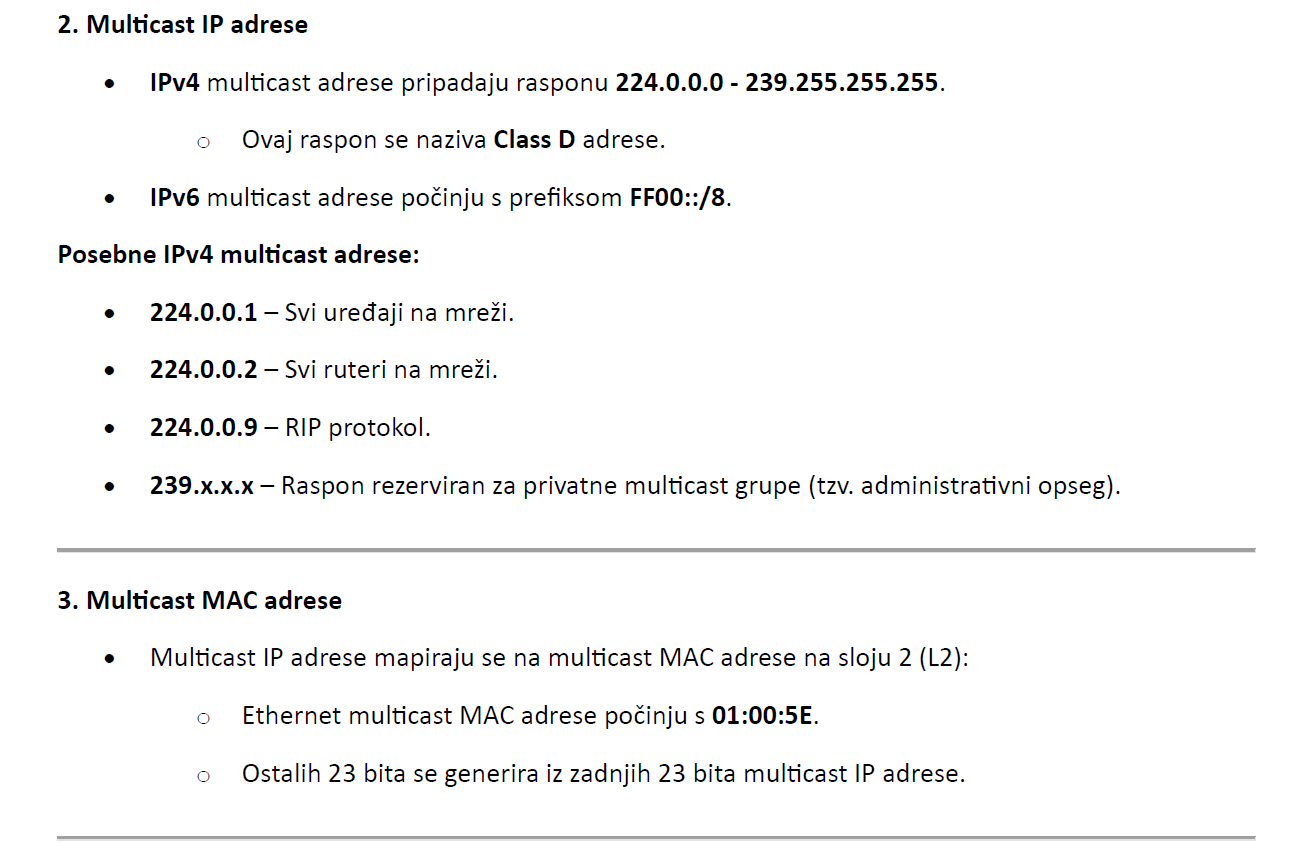 2. Multicast IP adrese
• IPv4 multicast adrese pripadaju rasponu 224.0.0.0 - 239.255.255.255.
○ Ovaj raspon se naziva Class D adrese.
• IPv6 multicast adrese počinju s prefiksom FF00::/8.
Posebne IPv4 multicast adrese:
• 224.0.0.1 – Svi uređaji na mreži.
• 224.0.0.2 – Svi ruteri na mreži.
• 224.0.0.9 – RIP protokol.
• 239.x.x.x – Raspon rezerviran za privatne multicast grupe (tzv. administrativni opseg).
3. Multicast MAC adrese
• Multicast IP adrese mapiraju se na multicast MAC adrese na sloju 2 (L2):
○ Ethernet multicast MAC adrese počinju s 01:00:5E.
○ Ostalih 23 bita se generira iz zadnjih 23 bita multicast IP adrese.